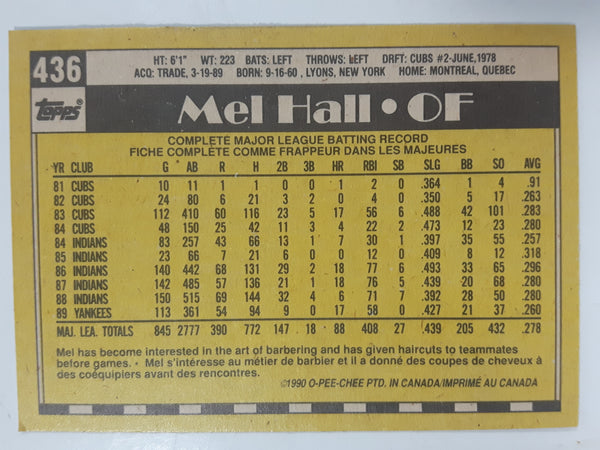 436
HT: 6'1" WT: 223 BATS: LEFT THROWS: LEFT DRFT: CUBS #2-JUNE, 1978
ACQ: TRADE, 3-19-89 BORN: 9-16-60, LYONS, NEW YORK HOME: MONTREAL, QUEBEC
Topps®
Mel Hall • OF
COMPLETE MAJOR LEAGUE BATTING RECORD
FICHE COMPLÈTE COMME FRAPPEUR DANS LES MAJEURES
YR CLUB G AB R H 2B 3B HR RBI SB SLG BB SO AVG
81 CUBS 10 11 1 1 0 0 1 2 0 .364 1 4 .91
82 CUBS 24 80 6 21 3 2 0 4 0 .350 5 17 .263
83 CUBS 112 410 60 116 23 5 17 56 6 .488 42 101 .283
84 CUBS 48 150 25 42 11 3 4 22 2 .473 12 23 .280
84 INDIANS 83 257 43 66 13 1 7 30 1 .397 35 55 .257
85 INDIANS 23 66 7 21 6 0 0 12 0 .409 8 12 .318
86 INDIANS 140 442 68 131 29 2 18 77 6 .493 33 65 .296
87 INDIANS 142 485 57 136 21 1 18 76 5 .439 20 68 .280
88 INDIANS 150 515 69 144 32 4 6 71 7 .392 28 50 .280
89 YANKEES 113 361 54 94 9 0 17 58 0 .427 21 37 .260
MAJ. LEA. TOTALS 845 2777 390 772 147 18 88 408 27 .439 205 432 .278
Mel has become interested in the art of barbering and has given haircuts to teammates
before games. • Mel s'intéresse au métier de barbier et il a donné des coupes de cheveux à
des coéquipiers avant des rencontres.
©1990 O-PEE-CHEE PTD. IN CANADA/IMPRIMÉ AU CANADA